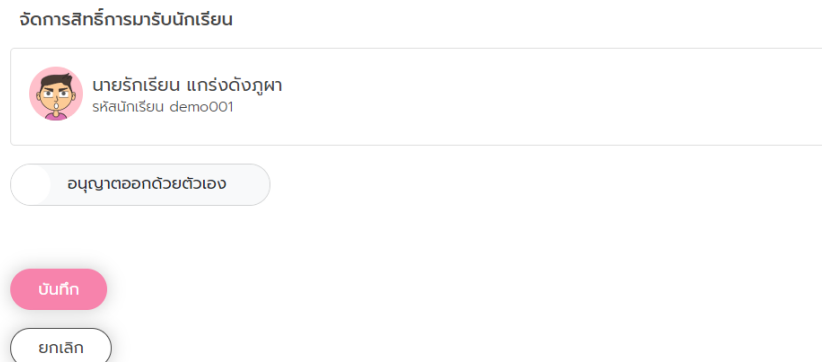 จัดการสิทธิ์การมารับนักเรียน
นายรักเรียน แกร่งดังภูผา
รหัสนักเรียน demo001
อนุญาตออกด้วยตัวเอง
บันทึก
ยกเลิก